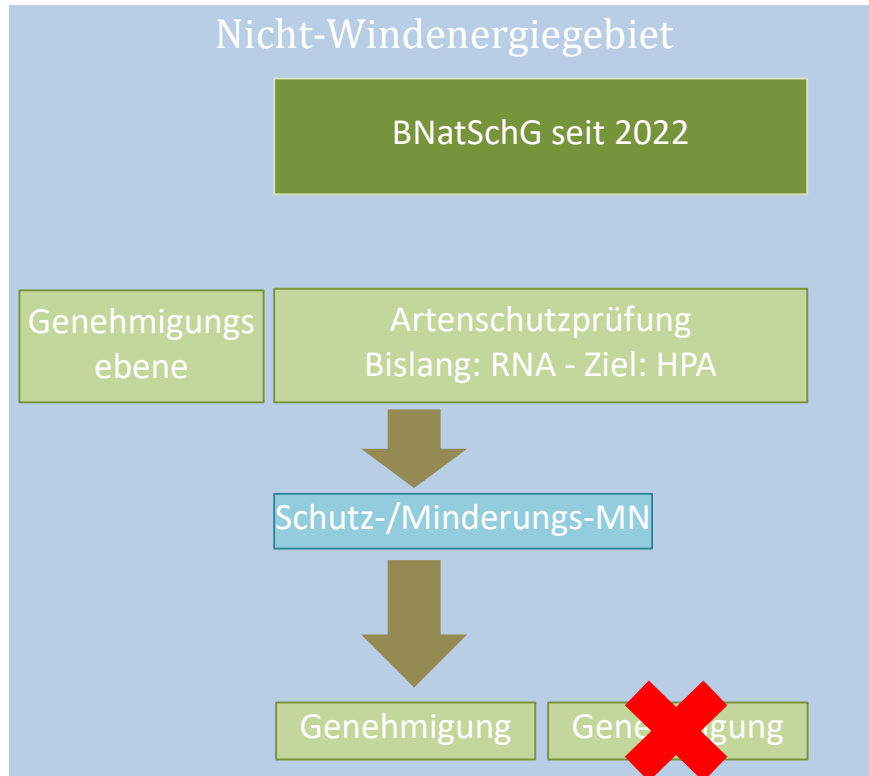 Nicht-Windenergiegebiet
BNatSchG seit 2022
Genehmigungs
ebene
Artenschutzprüfung
Bislang: RNA - Ziel: HPA
Schutz-/Minderungs-MN
Genehmigung